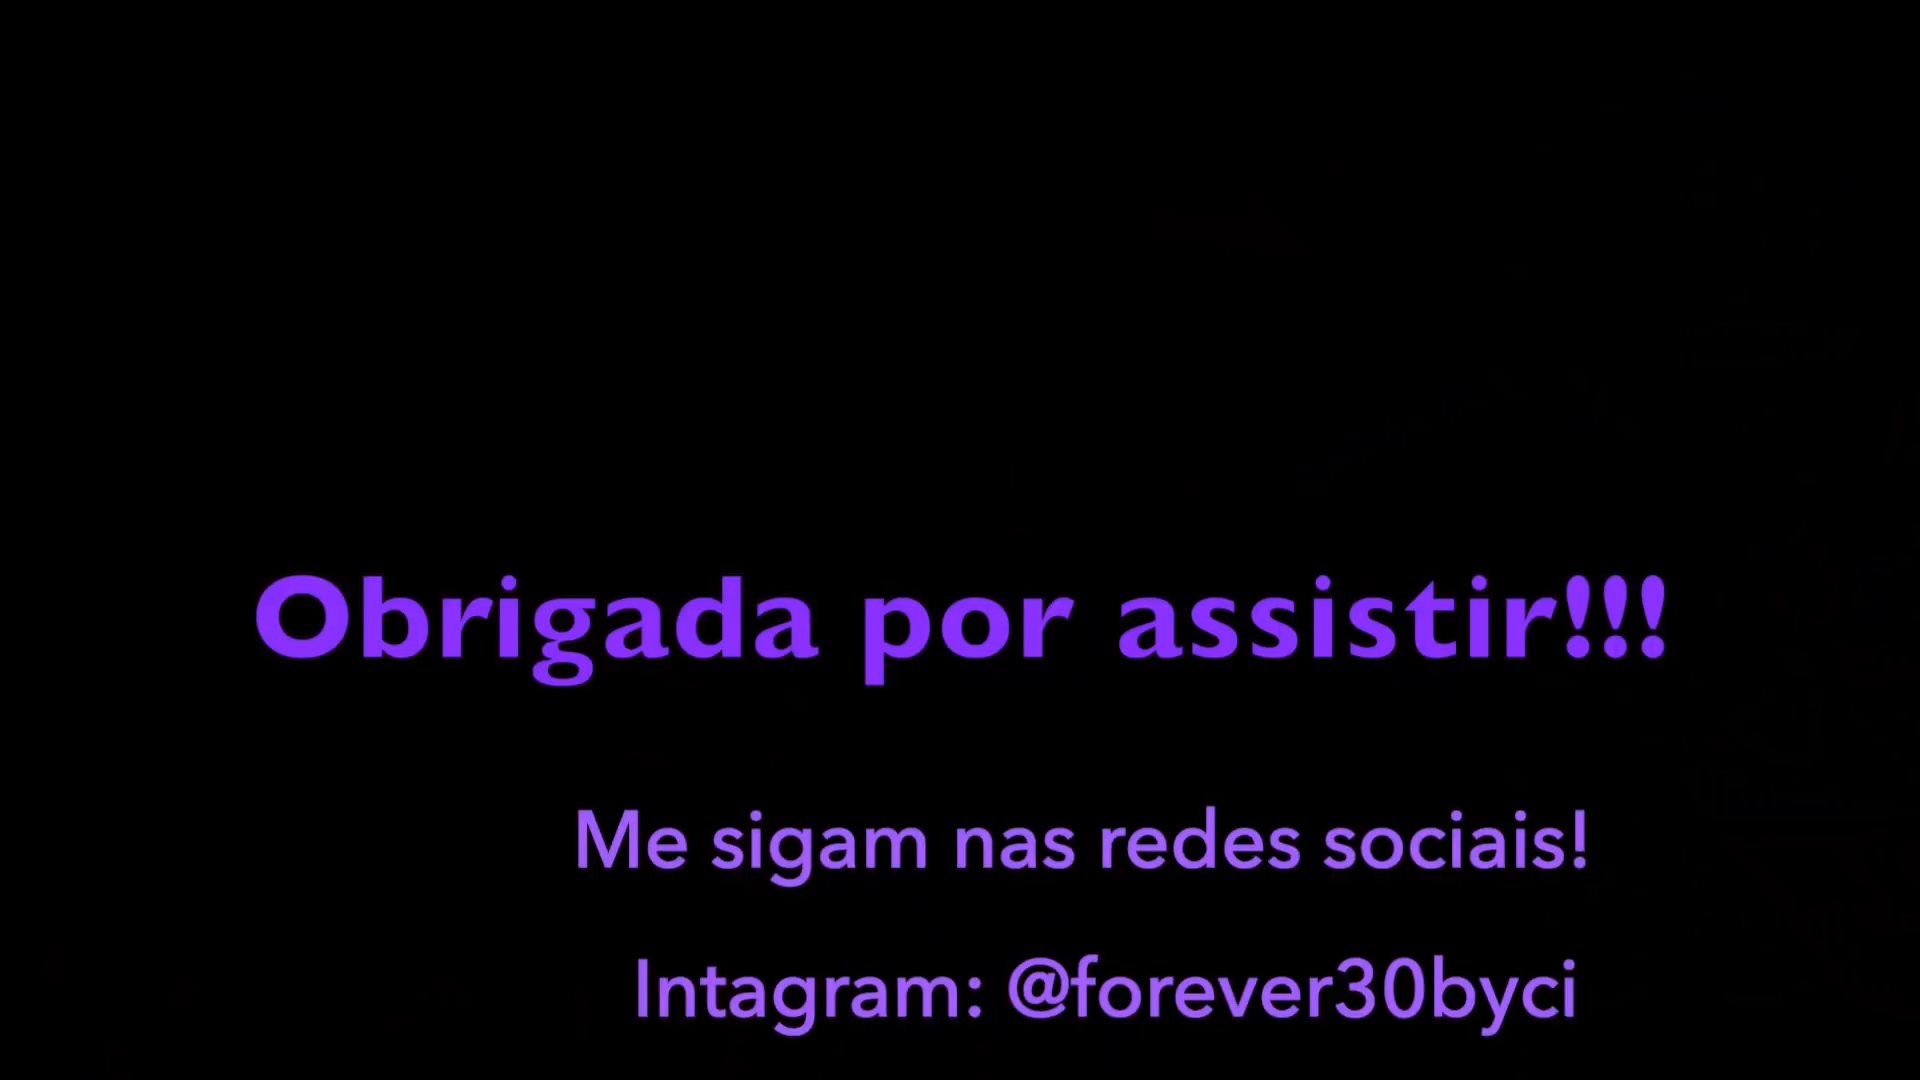 Obrigada por assistir!!!
Me sigam nas redes sociais!
Intagram: @forever30byci